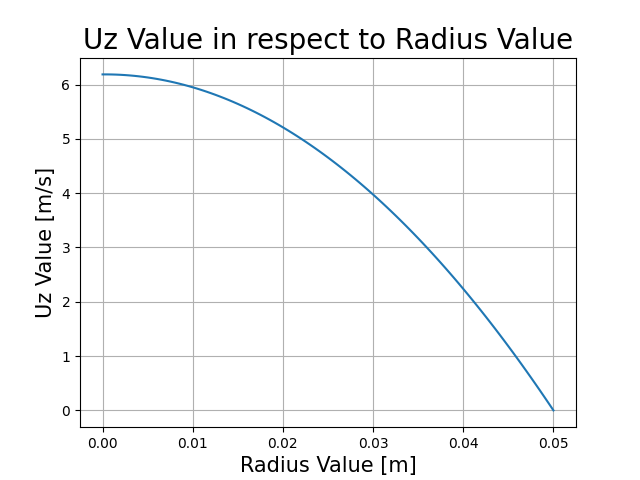 Uz Value in respect to Radius Value
Uz Value [m/s]
6
5
4
3
2
1
0
0.00 0.01 0.02 0.03 0.04 0.05
Radius Value [m]